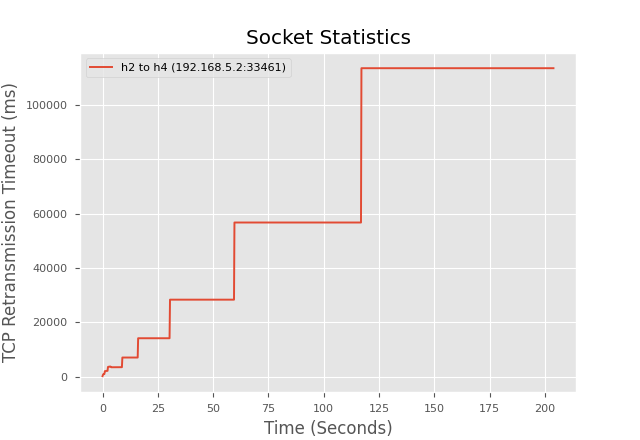 Socket Statistics
h2 to h4 (192.168.5.2:33461)
TCP Retransmission Timeout (ms)
100000
80000
60000
40000
20000
0
0 25 50 75 100 125 150 175 200
Time (Seconds)